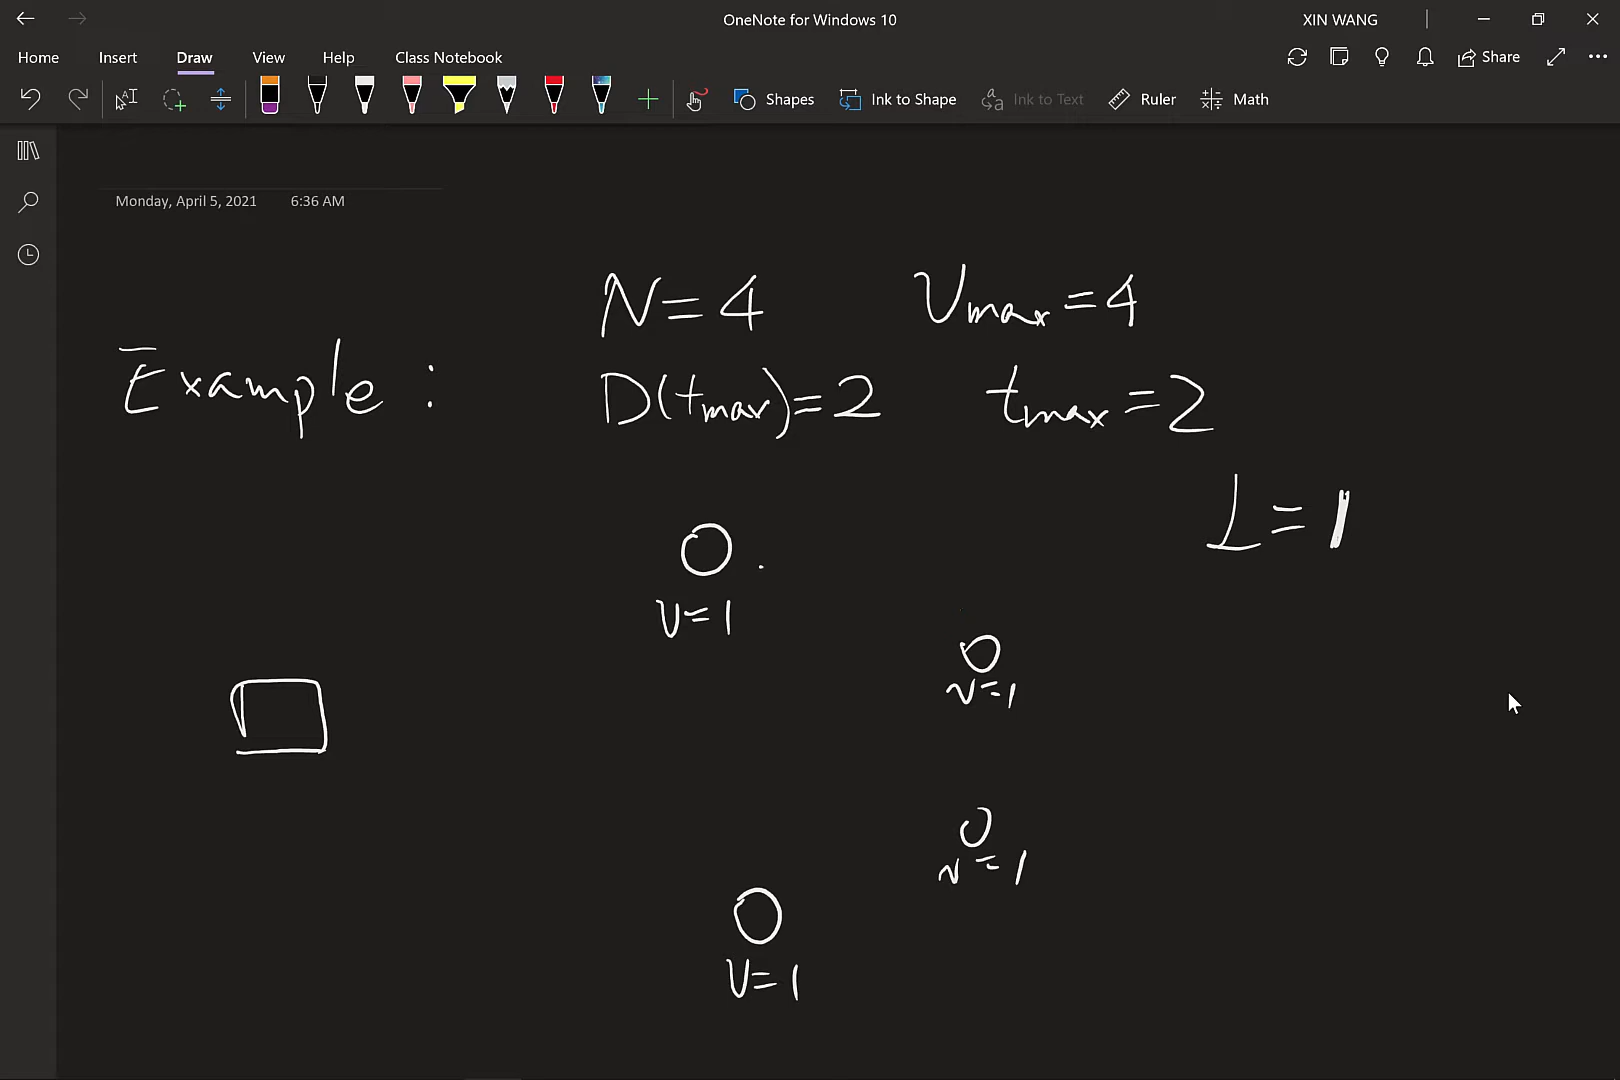 OneNote for Windows 10
XIN WANG
Home Insert Draw View Help Class Notebook
Share
Shapes Ink to Shape Ink to Text Ruler Math
Monday, April 5, 2021 6:36 AM
N=4 Vmax=4
Example: D(tmax)=2 tmax=2
L=1
v=1
v=1
v=1
v=1